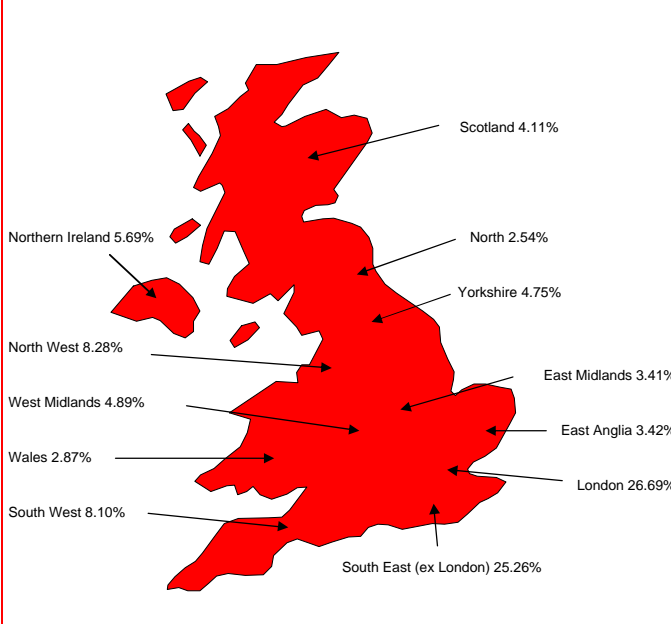 Scotland 4.11%
Northern Ireland 5.69%
North 2.54%
Yorkshire 4.75%
North West 8.28%
East Midlands 3.41%
West Midlands 4.89%
East Anglia 3.42%
Wales 2.87%
London 26.69%
South West 8.10%
South East (ex London) 25.26%